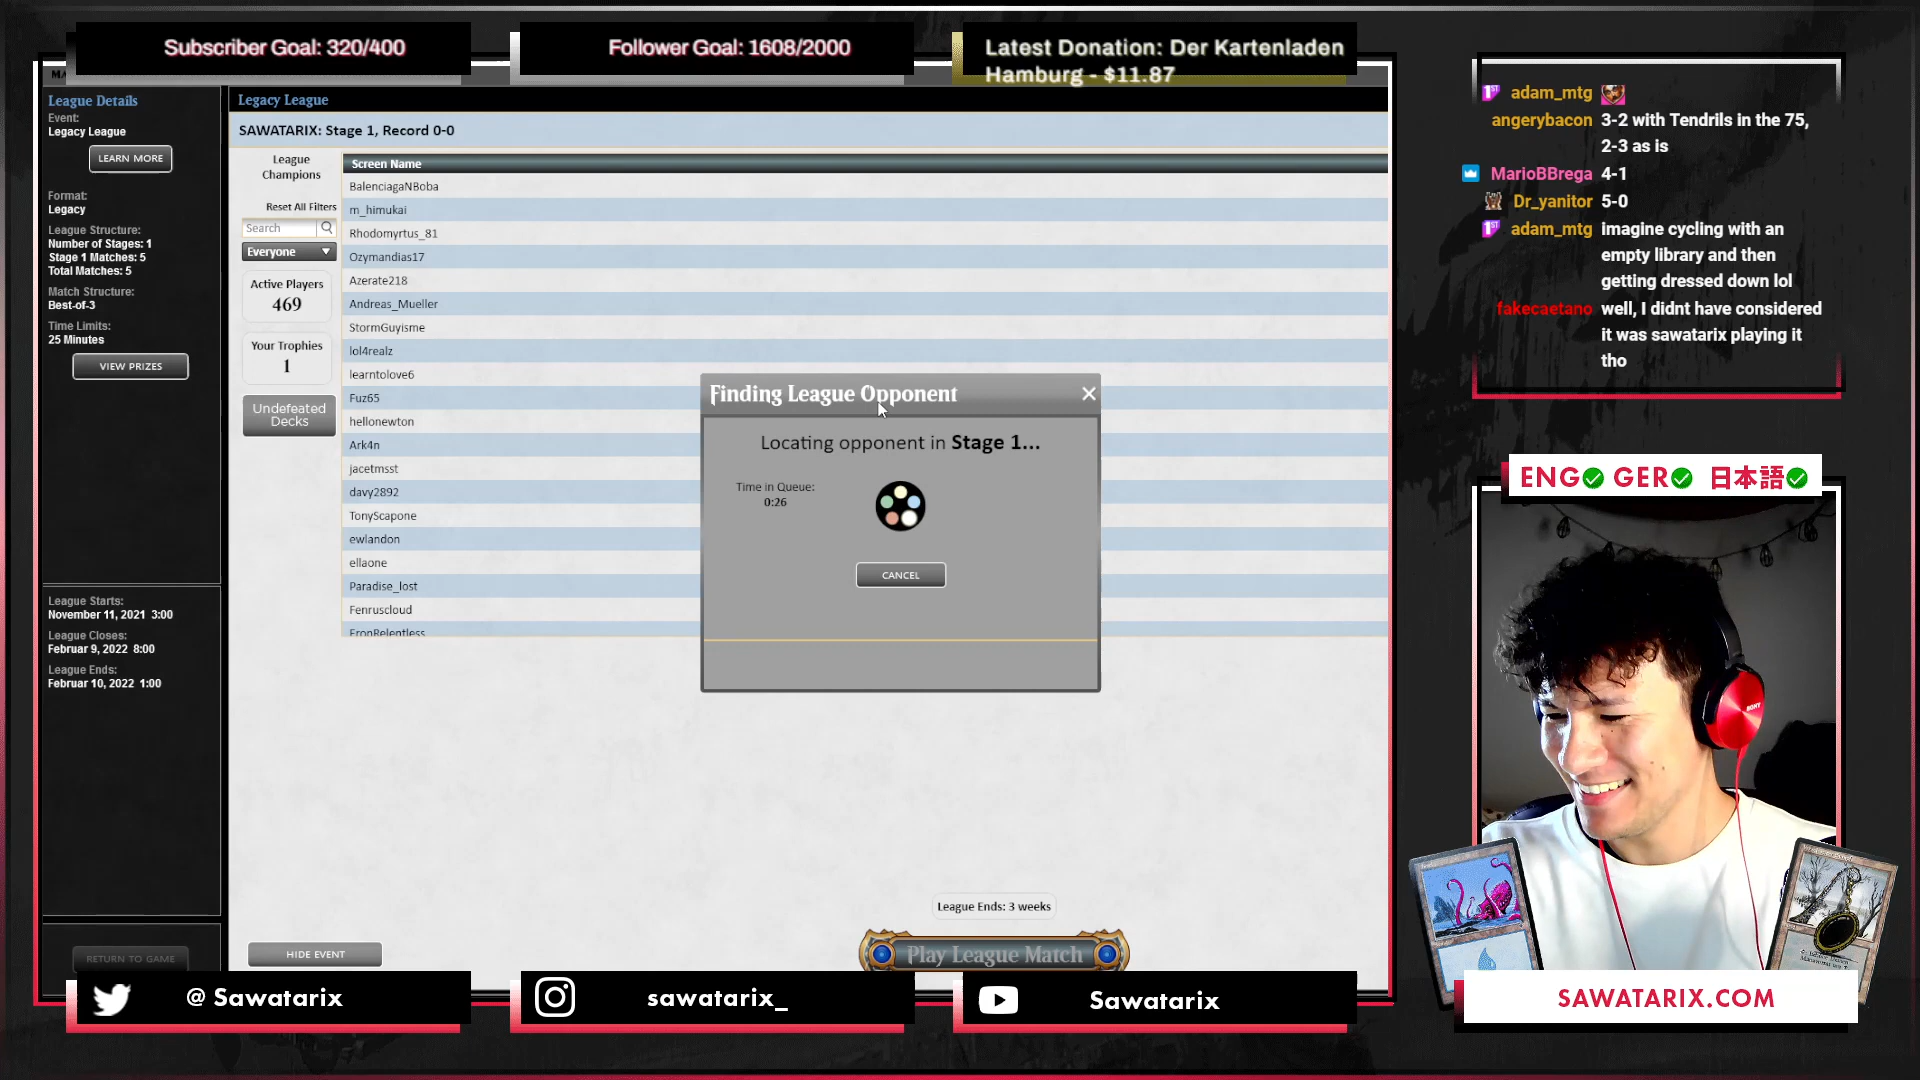 Subscriber Goal: 320/400
Follower Goal: 1608/2000
Latest Donation: Der Kartenladen
Hamburg - $11.87
League Details
Event:
Legacy League
LEARN MORE
Format:
Legacy
League Structure:
Number of Stages: 1
Stage 1 Matches: 5
Total Matches: 5
Match Structure:
Best-of-3
Time Limits:
25 Minutes
VIEW PRIZES
League Starts:
November 11, 2021 3:00
League Closes:
Februar 9, 2022 8:00
League Ends:
Februar 10, 2022 1:00
RETURN TO GAME
Legacy League
SAWATARIX: Stage 1, Record 0-0
League
Champions
Reset All Filters
Search
Everyone
Active Players
469
Your Trophies
1
Undefeated
Decks
HIDE EVENT
Screen Name
BalenciagaNBoba
m_himukai
Rhodomyrtus_81
Ozymandias17
Azerate218
Andreas_Mueller
StormGuyisme
lol4realz
learntolove6
Fuz65
hellonewton
Ark4n
jacetmsst
davy2892
TonyScapone
ewlandon
ellaone
Paradise_lost
Fenruscloud
FronRelentless
Finding League Opponent
Locating opponent in Stage 1...
Time in Queue:
0:26
CANCEL
League Ends: 3 weeks
Play League Match
adam_mtg
angerybacon 3-2 with Tendrils in the 75,
2-3 as is
MarioBBrega 4-1
Dr_yanitor 5-0
adam_mtg imagine cycling with an
empty library and then
getting dressed down lol
fakecaetano well, I didnt have considered
it was sawatarix playing it
tho
ENG GER 日本語
SONY
@ Sawatarix
sawatarix_
Sawatarix
SAWATARIX.COM